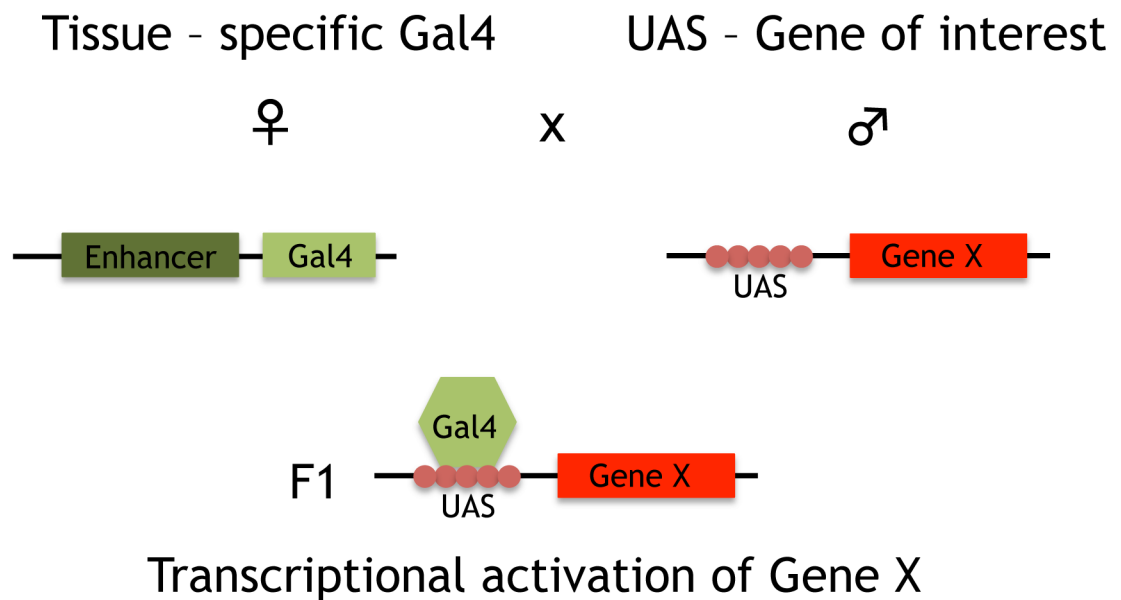 Tissue - specific Gal4
UAS - Gene of interest
♀ x ♂
Enhancer
Gal4
UAS
Gene X
Gal4
F1
UAS
Gene X
Transcriptional activation of Gene X